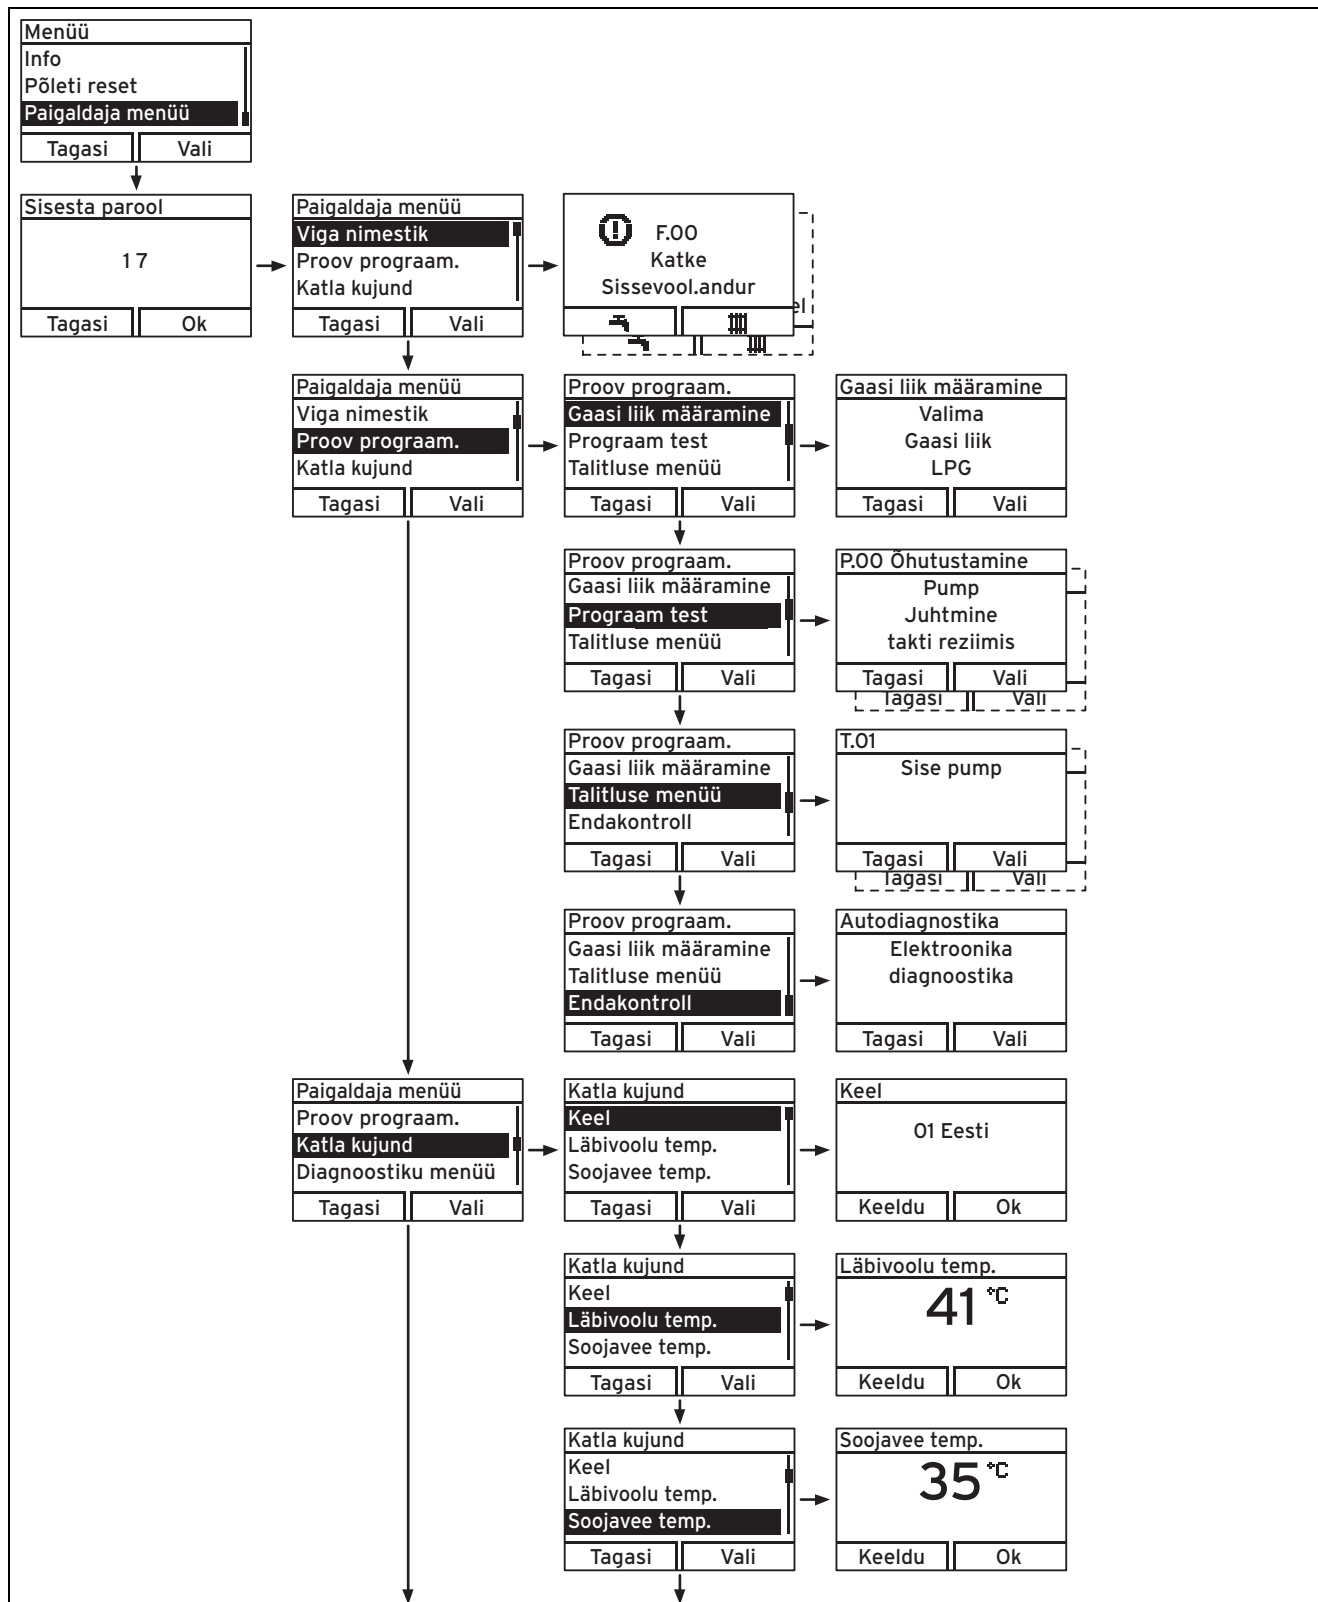 Menüü
Info
Põleti reset
Paigaldaja menüü
Tagasi Vali
Sisesta parool
17
Tagasi Ok
Paigaldaja menüü
Viga nimestik
Proov prograam.
Katla kujund
Tagasi Vali
F.00
Katke
Sissevool.andur
el
Paigaldaja menüü
Viga nimestik
Proov prograam.
Katla kujund
Tagasi Vali
Proov prograam.
Gaasi liik määramine
Prograam test
Talitluse menüü
Tagasi Vali
Gaasi liik määramine
Valima
Gaasi liik
LPG
Tagasi Vali
Proov prograam.
Gaasi liik määramine
Prograam test
Talitluse menüü
Tagasi Vali
P.00 Õhutustamine
Pump
Juhtmine
takti reziimis
Tagasi Vali
Tagasi Vali
Proov prograam.
Gaasi liik määramine
Talitluse menüü
Endakontroll
Tagasi Vali
T.01
Sise pump
Tagasi Vali
Tagasi Vali
Proov prograam.
Gaasi liik määramine
Talitluse menüü
Endakontroll
Tagasi Vali
Autodiagnostika
Elektroonika
diagnoostika
Tagasi Vali
Paigaldaja menüü
Proov prograam.
Katla kujund
Diagnoostiku menüü
Tagasi Vali
Katla kujund
Keel
Läbivoolu temp.
Soojavee temp.
Tagasi Vali
Keel
01 Eesti
Keeldu Ok
Katla kujund
Keel
Läbivoolu temp.
Soojavee temp.
Tagasi Vali
Läbivoolu temp.
41 °C
Keeldu Ok
Katla kujund
Keel
Läbivoolu temp.
Soojavee temp.
Tagasi Vali
Soojavee temp.
35 °C
Keeldu Ok